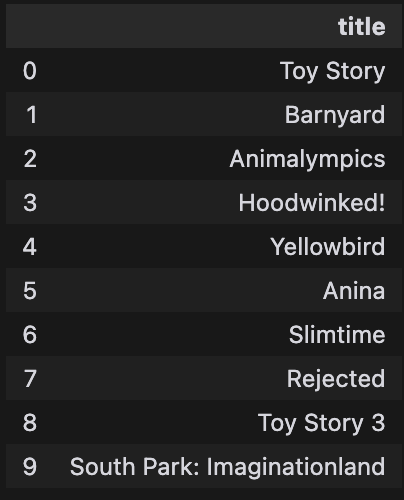 title
0 Toy Story
1 Barnyard
2 Animalympics
3 Hoodwinked!
4 Yellowbird
5 Anina
6 Slimtime
7 Rejected
8 Toy Story 3
9 South Park: Imaginationland